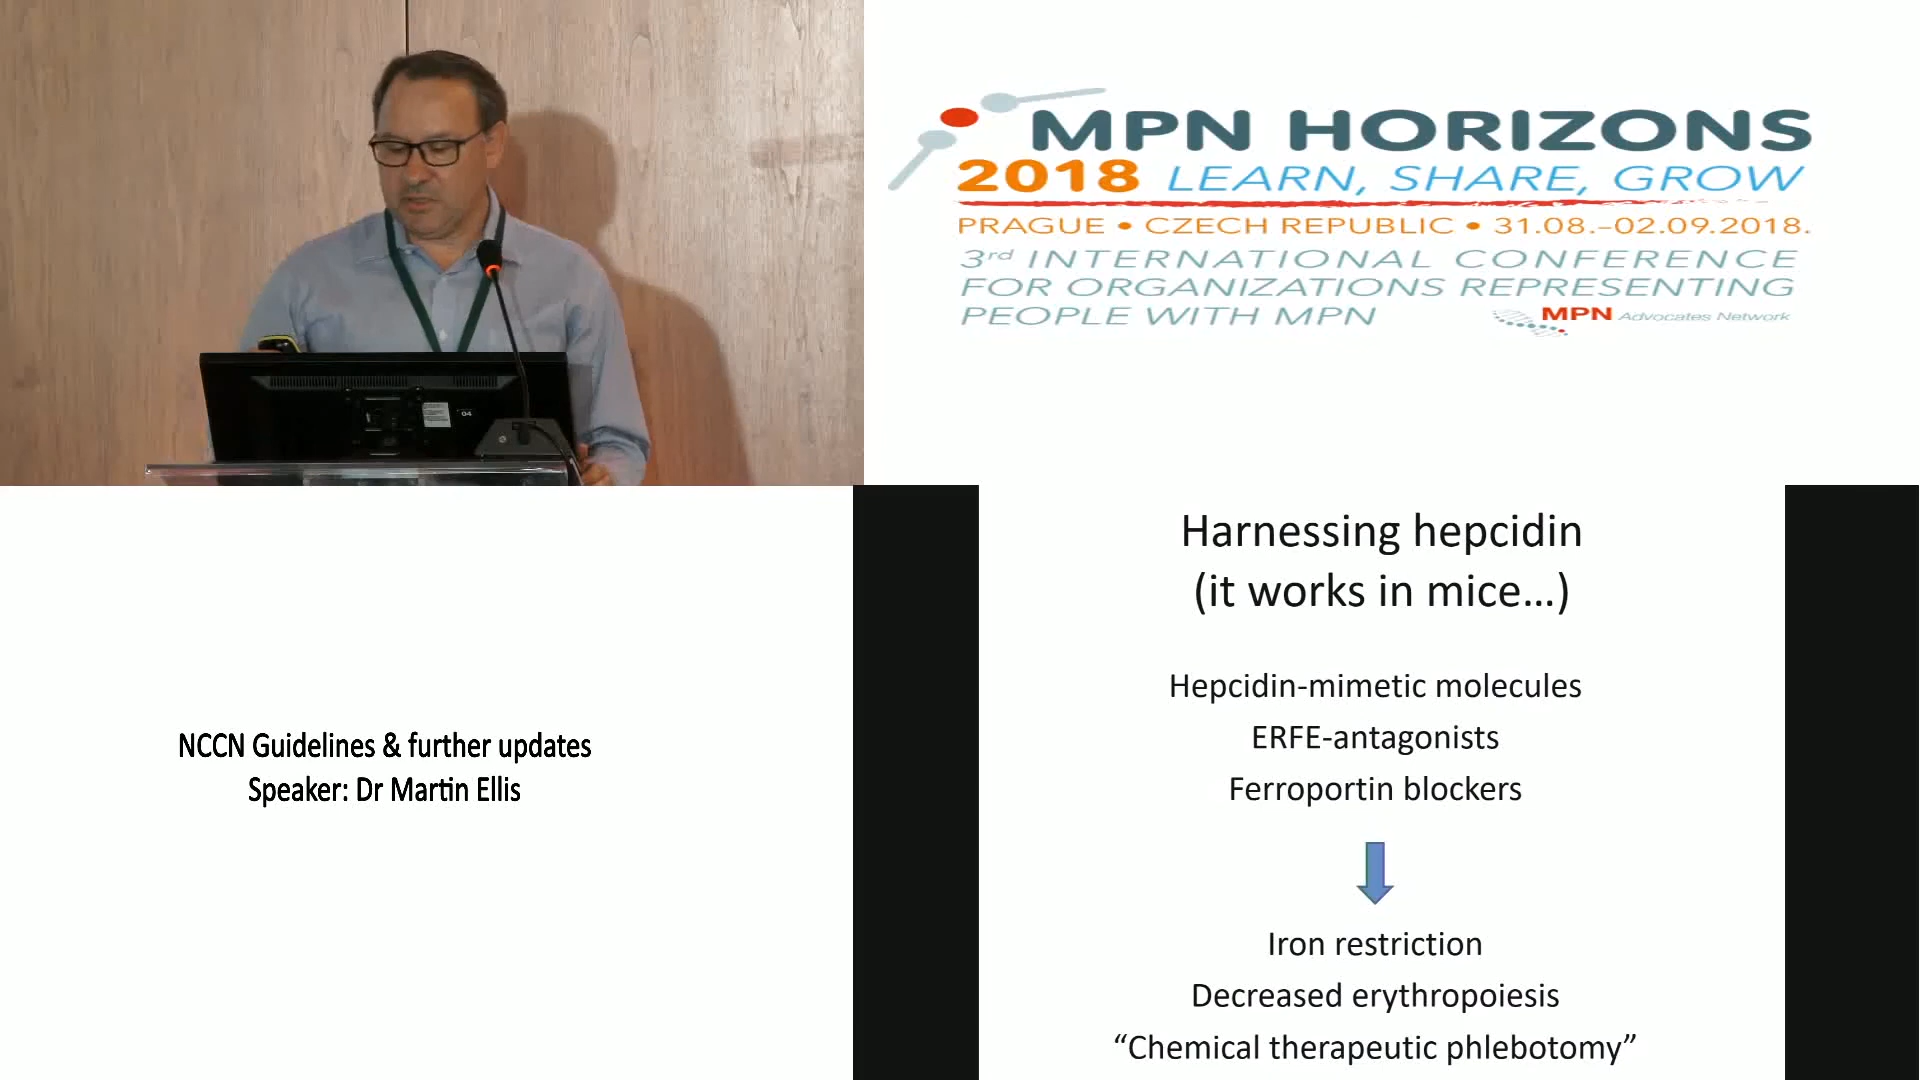 MPN HORIZONS
2018 LEARN, SHARE, GROW
PRAGUE • CZECH REPUBLIC • 31.08.–02.09.2018.
3rd INTERNATIONAL CONFERENCE
FOR ORGANIZATIONS REPRESENTING
PEOPLE WITH MPN
MPN Advocates Network
04
NCCN Guidelines & further updates
Speaker: Dr Martin Ellis
Harnessing hepcidin
(it works in mice…)
Hepcidin-mimetic molecules
ERFE-antagonists
Ferroportin blockers
Iron restriction
Decreased erythropoiesis
“Chemical therapeutic phlebotomy”